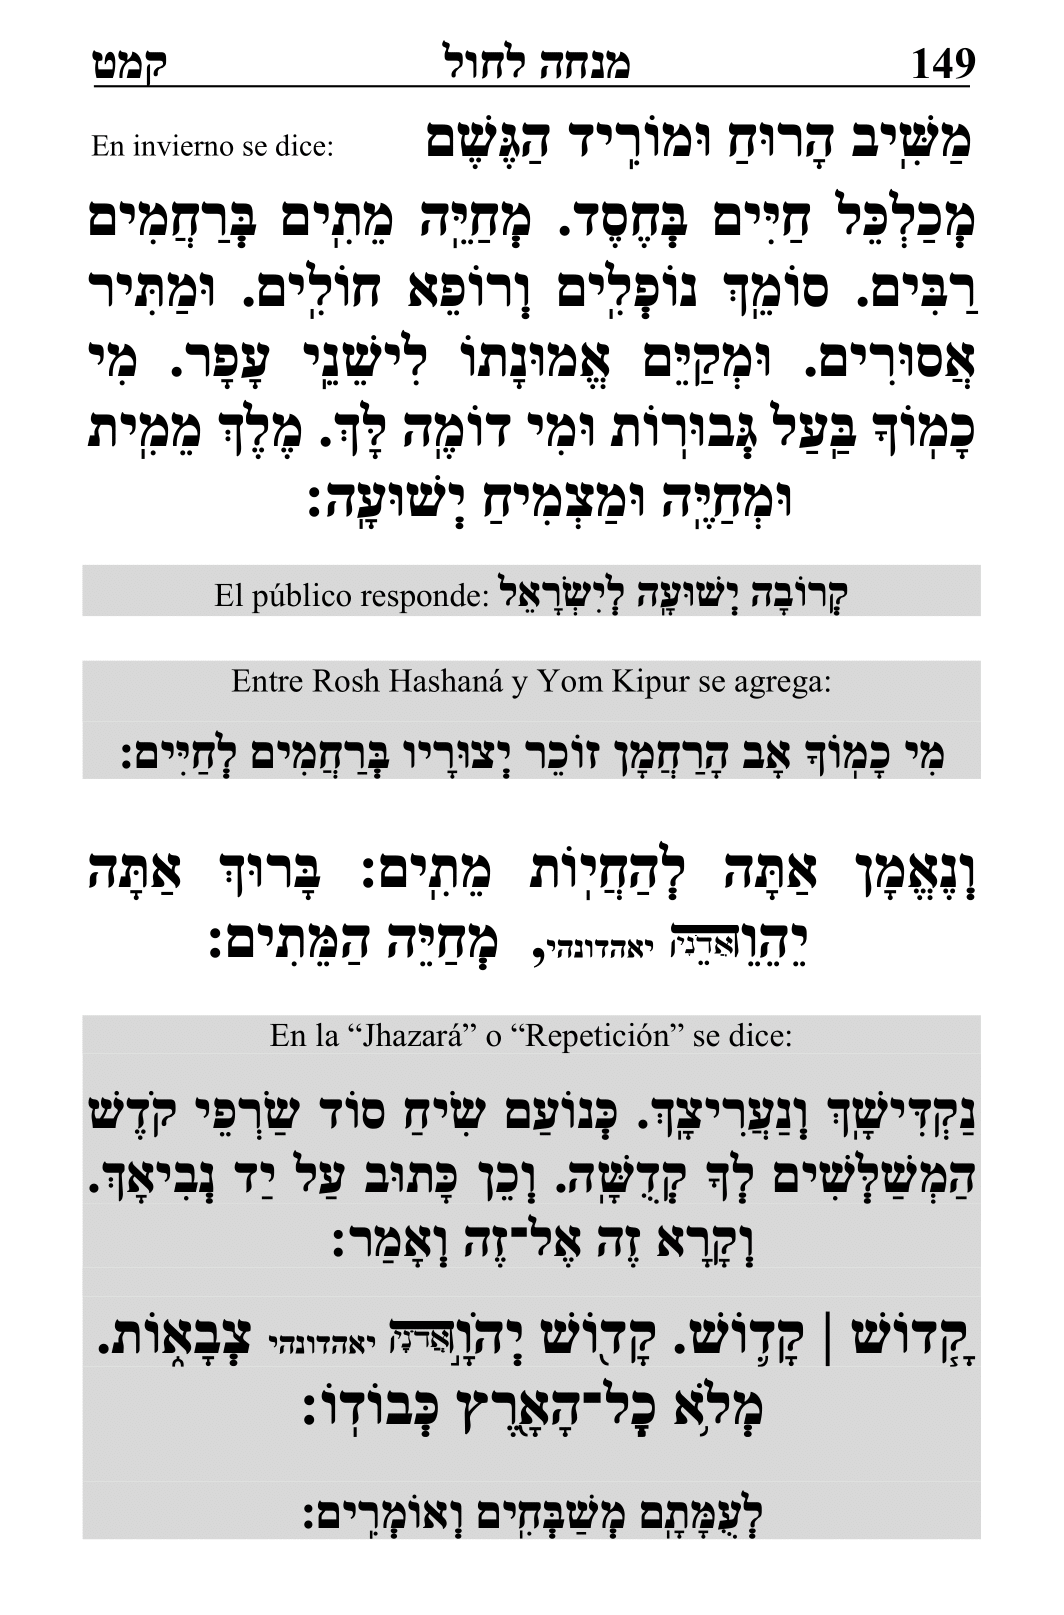 149 מנחה לחול קמט
מַשִּׁיב הָרוּחַ וּמוֹרִיד הַגֶּשֶׁם En invierno se dice:
מְכַלְכֵּל חַיִּים בְּחֶסֶד. מְחַיֵּה מֵתִים בְּרַחֲמִים
רַבִּים. סוֹמֵךְ נוֹפְלִים וְרוֹפֵא חוֹלִים. וּמַתִּיר
אֲסוּרִים. וּמְקַיֵּם אֱמוּנָתוֹ לִישֵׁנֵי עָפָר. מִי
כָמוֹךָ בַּעַל גְּבוּרוֹת וּמִי דוֹמֶה לָּךְ. מֶלֶךְ מֵמִית
וּמְחַיֶּה וּמַצְמִיחַ יְשׁוּעָה:
El público responde: קְרוֹבָה יְשׁוּעָה לְיִשְׂרָאֵל
Entre Rosh Hashaná y Yom Kipur se agrega:
מִי כָמוֹךָ אָב הָרַחֲמָן זוֹכֵר יְצוּרָיו בְּרַחֲמִים לְחַיִּים:
וְנֶאֱמָן אַתָּה לְהַחֲיוֹת מֵתִים: בָּרוּךְ אַתָּה
יֵהֵוֵה אֲדֹנָי יאהדונהי, מְחַיֵּה הַמֵּתִים:
En la “Jhazará” o “Repetición” se dice:
נַקְדִּישָׁךְ וְנַעֲרִיצָךְ. כְּנוֹעַם שִׂיחַ סוֹד שַׂרְפֵי קֹדֶשׁ
הַמְשַׁלְּשִׁים לְךָ קְדֻשָּׁה. וְכֵן כָּתוּב עַל יַד נְבִיאָךְ.
וְקָרָא זֶה אֶל־זֶה וְאָמַר:
קָדוֹשׁ | קָדוֹשׁ. קָדוֹשׁ יְהֹוָה אֲדֹנָי יאהדונהי צְבָאוֹת.
מְלֹא כָל־הָאָרֶץ כְּבוֹדוֹ:
לְעֻמָּתָם מְשַׁבְּחִים וְאוֹמְרִים: